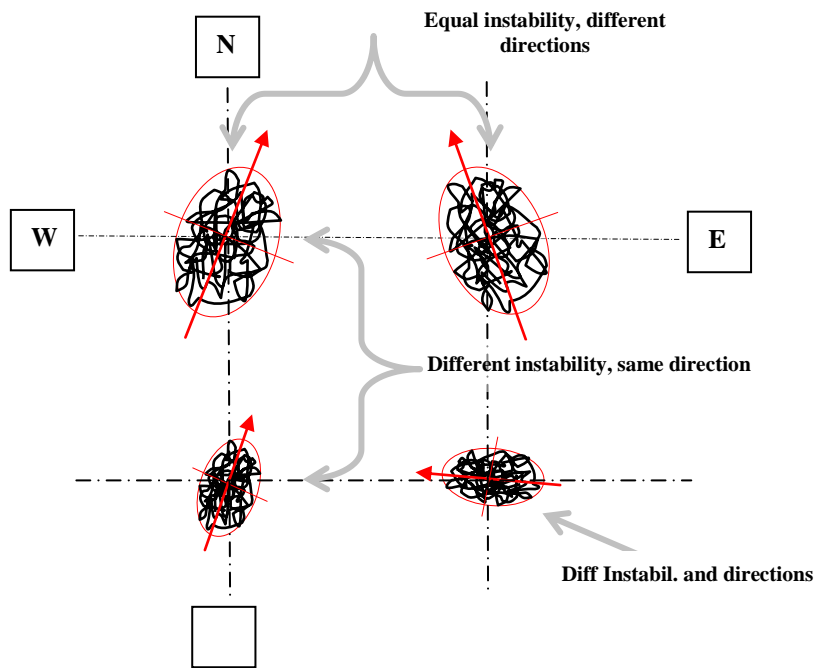 Equal instability, different
directions
N
W
E
Different instability, same direction
Diff Instabil. and directions